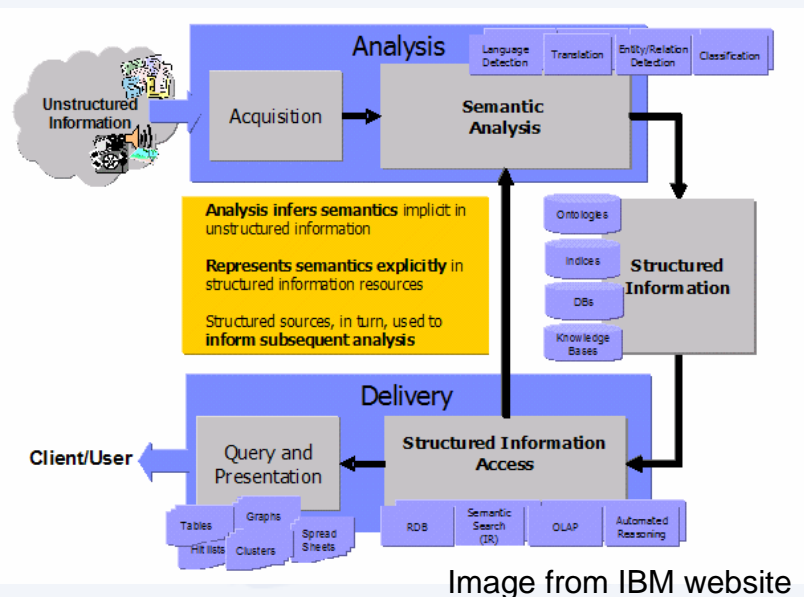 Analysis
Language
Detection
Translation
Entity/Relation
Detection
Classification
Unstructured
Information
Acquisition
Semantic
Analysis
Analysis infers semantics implicit in
unstructured information
Represents semantics explicitly in
structured information resources
Structured sources, in turn, used to
inform subsequent analysis
Ontologies
Indices
DBs
Knowledge
Bases
Structured
Information
Delivery
Client/User
Query and
Presentation
Structured Information
Access
Tables
Graphs
Hit lists
Clusters
Spread
Sheets
RDB
Semantic
Search
(IR)
OLAP
Automated
Reasoning
Image from IBM website